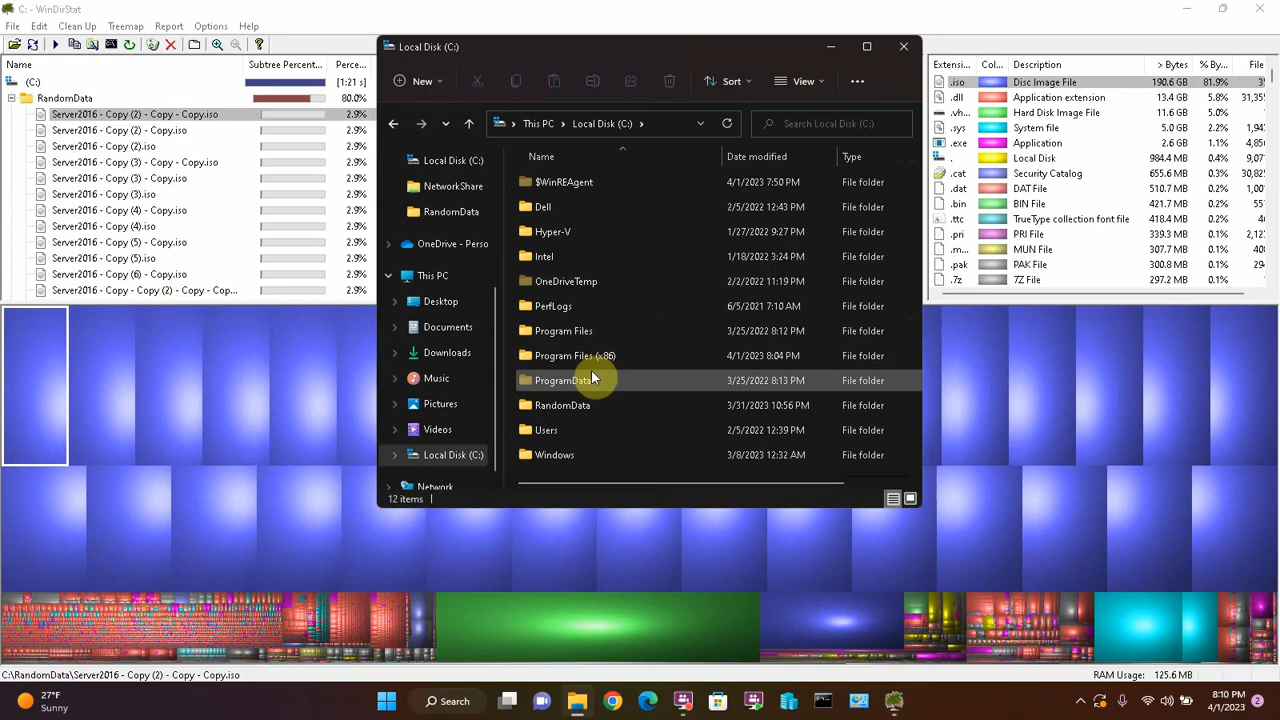 C: - WinDirStat
File Edit Clean Up Treemap Report Options Help
Name Subtree Percent... Perce...
(C:) [1:21 s]
RandomData 80.0%
Server2016 - Copy (2) - Copy - Copy.iso 2.9%
Server2016 - Copy (2) - Copy.iso 2.9%
Server2016 - Copy (2).iso 2.9%
Server2016 - Copy (3) - Copy - Copy.iso 2.9%
Server2016 - Copy (3) - Copy.iso 2.9%
Server2016 - Copy (3).iso 2.9%
Server2016 - Copy (4) - Copy.iso 2.9%
Server2016 - Copy (4).iso 2.9%
Server2016 - Copy (5) - Copy.iso 2.9%
Server2016 - Copy (5).iso 2.9%
Server2016 - Copy (6) - Copy.iso 2.9%
Server2016 - Copy - Copy (2) - Copy - Cop... 2.9%
Local Disk (C:)
New Sort View
This PC Local Disk (C:) Search Local Disk (C:)
Local Disk (C:)
NetworkShare
RandomData
OneDrive - Perso
This PC
Desktop
Documents
Downloads
Music
Pictures
Videos
Local Disk (C:)
Network
Name Date modified Type
$WinREAgent 4/1/2023 7:50 PM File folder
Dell 2/5/2022 12:43 PM File folder
Hyper-V 1/27/2022 9:27 PM File folder
Intel 1/18/2022 3:24 PM File folder
OneDriveTemp 2/2/2022 11:19 PM File folder
PerfLogs 6/5/2021 7:10 AM File folder
Program Files 3/25/2022 8:12 PM File folder
Program Files (x86) 4/1/2023 8:04 PM File folder
ProgramData 3/25/2022 8:13 PM File folder
RandomData 3/31/2023 10:56 PM File folder
Users 2/5/2022 12:39 PM File folder
Windows 3/8/2023 12:32 AM File folder
12 items
Extensi... Col... Description > Bytes % By... File
.iso Disc Image File 190.6 GB 81.9%
.dll Application extension 13.4 GB 5.8% 31,35
.vh... Hard Disk Image File 11.9 GB 5.1%
.sys System file 5.0 GB 2.2%
.exe Application 2.6 GB 1.1%
. Local Disk 984.4 MB 0.4%
.cat Security Catalog 655.6 MB 0.3% 30,82
.dat DAT File 510.7 MB 0.2%
.bin BIN File 421.7 MB 0.2%
.ttc TrueType collection font file 418.4 MB 0.2%
.pri PRI File 339.7 MB 0.1%
.m... MUN File 307.7 MB 0.1%
.pak PAK File 300.8 MB 0.1%
.7z 7Z File 297.2 MB 0.1%
C:\RandomData\Server2016 - Copy (2) - Copy - Copy.iso RAM Usage: 125.6 MB
27°F
Sunny
Search
8:10 PM
4/1/2023